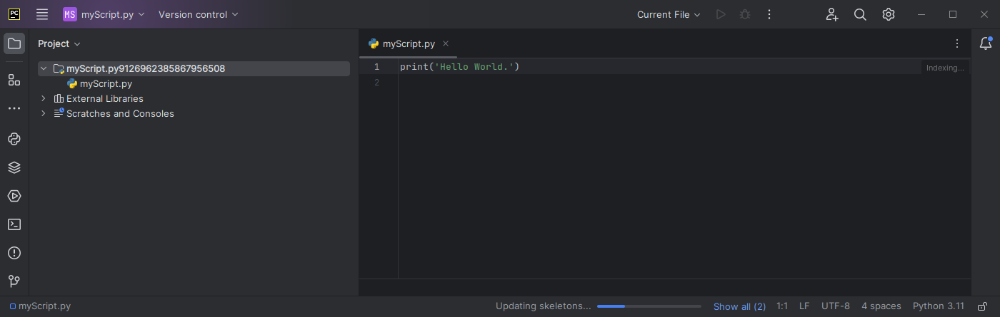 PC MS myScript.py Version control Current File
Project
myScript.py
myScript.py9126962385867956508
1 print('Hello World.') Indexing...
myScript.py
2
External Libraries
Scratches and Consoles
myScript.py Updating skeletons... Show all (2) 1:1 LF UTF-8 4 spaces Python 3.11